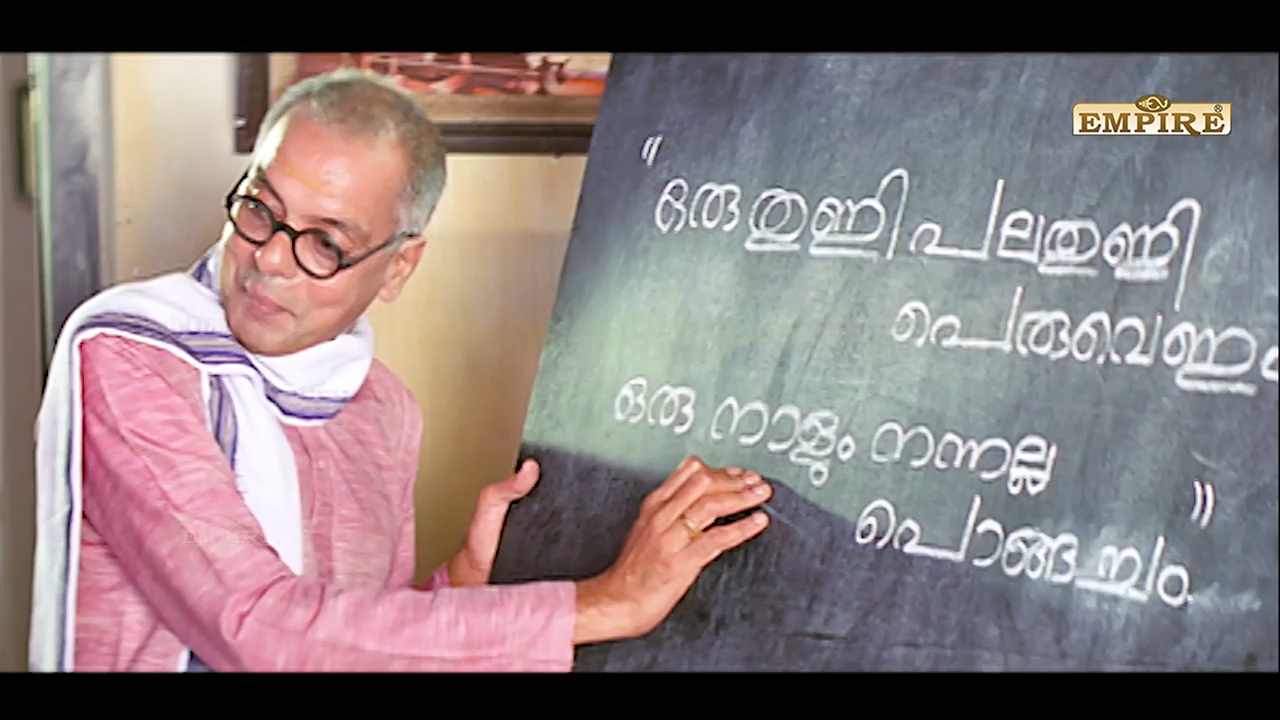 EMPIRE
"ഒരു തുണ്ണി പലതുണ്ണി
ഒരു നാളും നന്നല്ല
പൊങ്ങച്ചം "